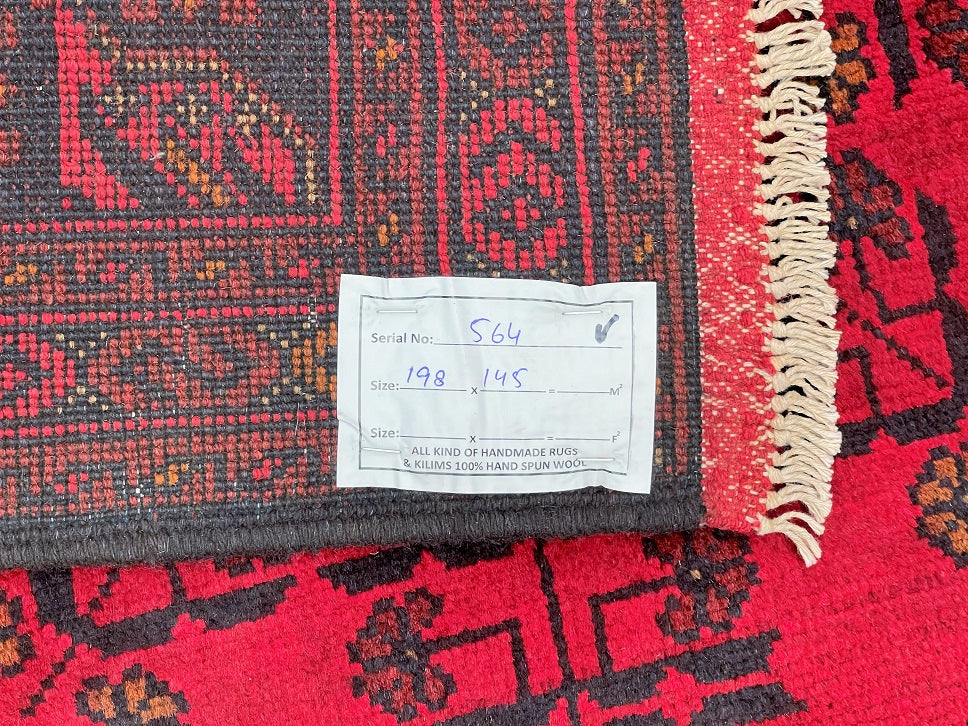 Serial No: 564 ✓
Size: 198 x 145 = M²
Size: x = F²
ALL KIND OF HANDMADE RUGS
& KILIMS 100% HAND SPUN WOOL